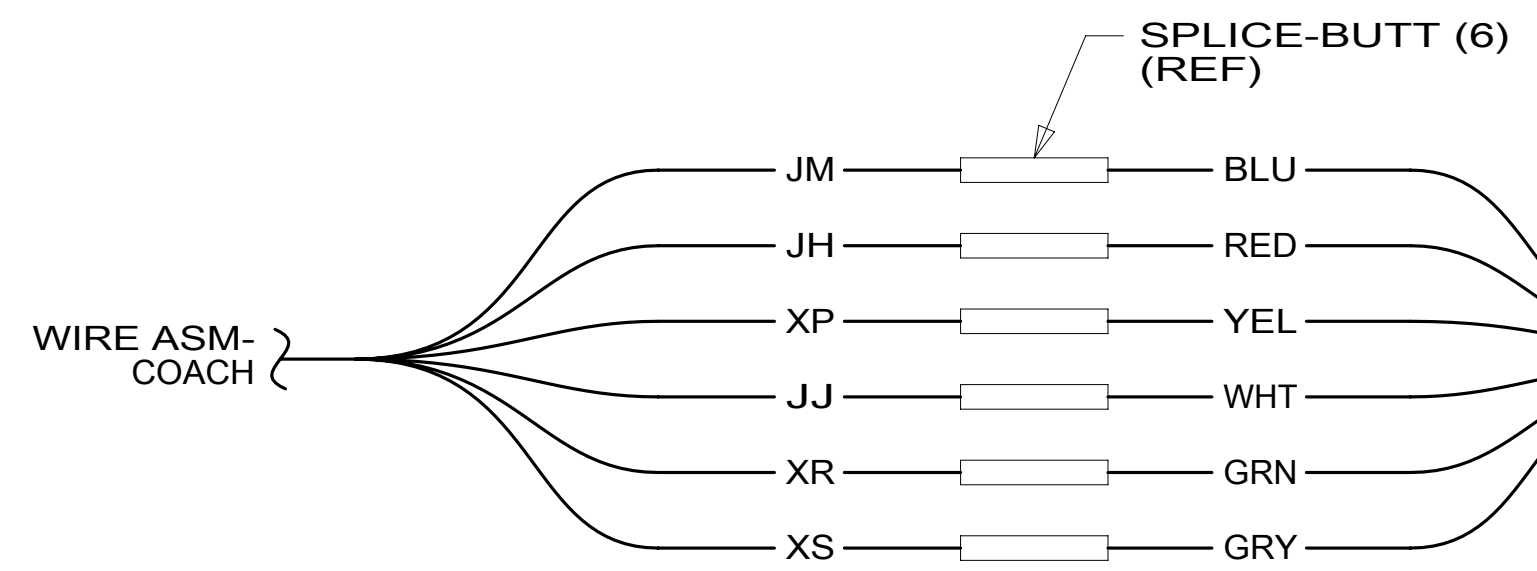 SPLICE-BUTT (6)
(REF)
JM BLU
JH RED
XP YEL
WIRE ASM-
COACH
JJ WHT
XR GRN
XS GRY